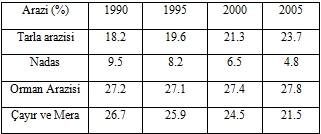 Arazi (%) 1990 1995 2000 2005
Tarla arazisi 18.2 19.6 21.3 23.7
Nadas 9.5 8.2 6.5 4.8
Orman Arazisi 27.2 27.1 27.4 27.8
Çayır ve Mera 26.7 25.9 24.5 21.5